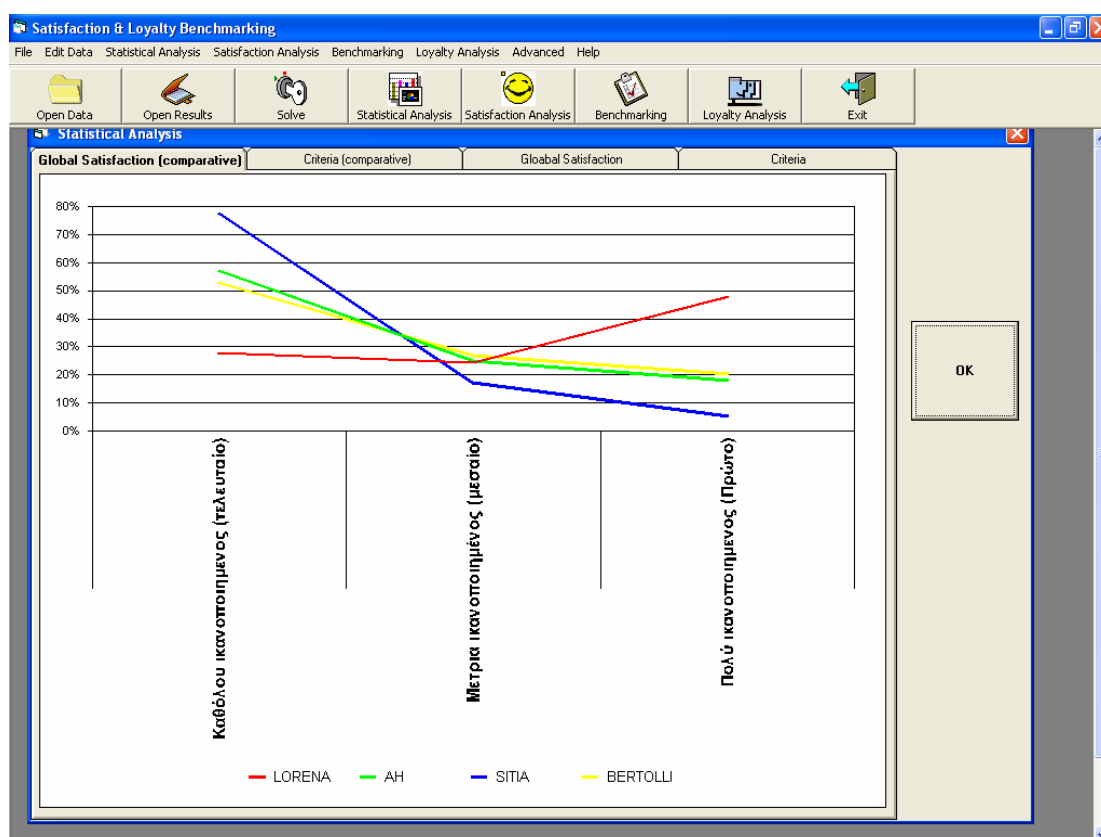 Satisfaction & Loyalty Benchmarking
File Edit Data Statistical Analysis Satisfaction Analysis Benchmarking Loyalty Analysis Advanced Help
Open Data Open Results Solve Statistical Analysis Satisfaction Analysis Benchmarking Loyalty Analysis Exit
Statistical Analysis
Global Satisfaction (comparative) Criteria (comparative) Gloabal Satisfaction Criteria
80%
70%
60%
50%
40%
30%
20%
10%
0%
Καθόλου ικανοποιημενος (τελευταίο)
Μετρια ικανοποιημένος (μεσαίο)
Πολύ ικανοποιημενος (Πρώτο)
LORENA AH SITIA BERTOLLI
OK